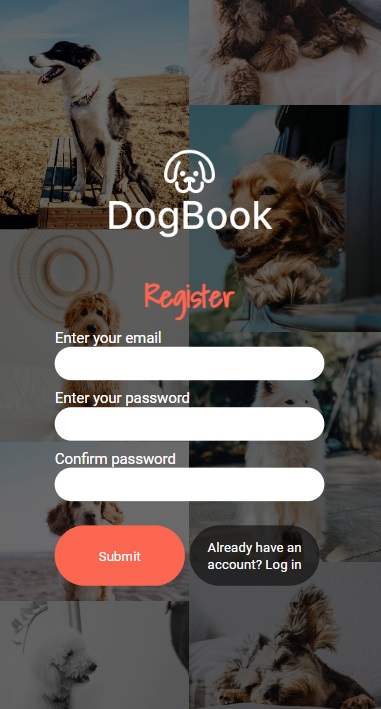 DogBook
Register
Enter your email
Enter your password
Confirm password
Submit
Already have an
account? Log in